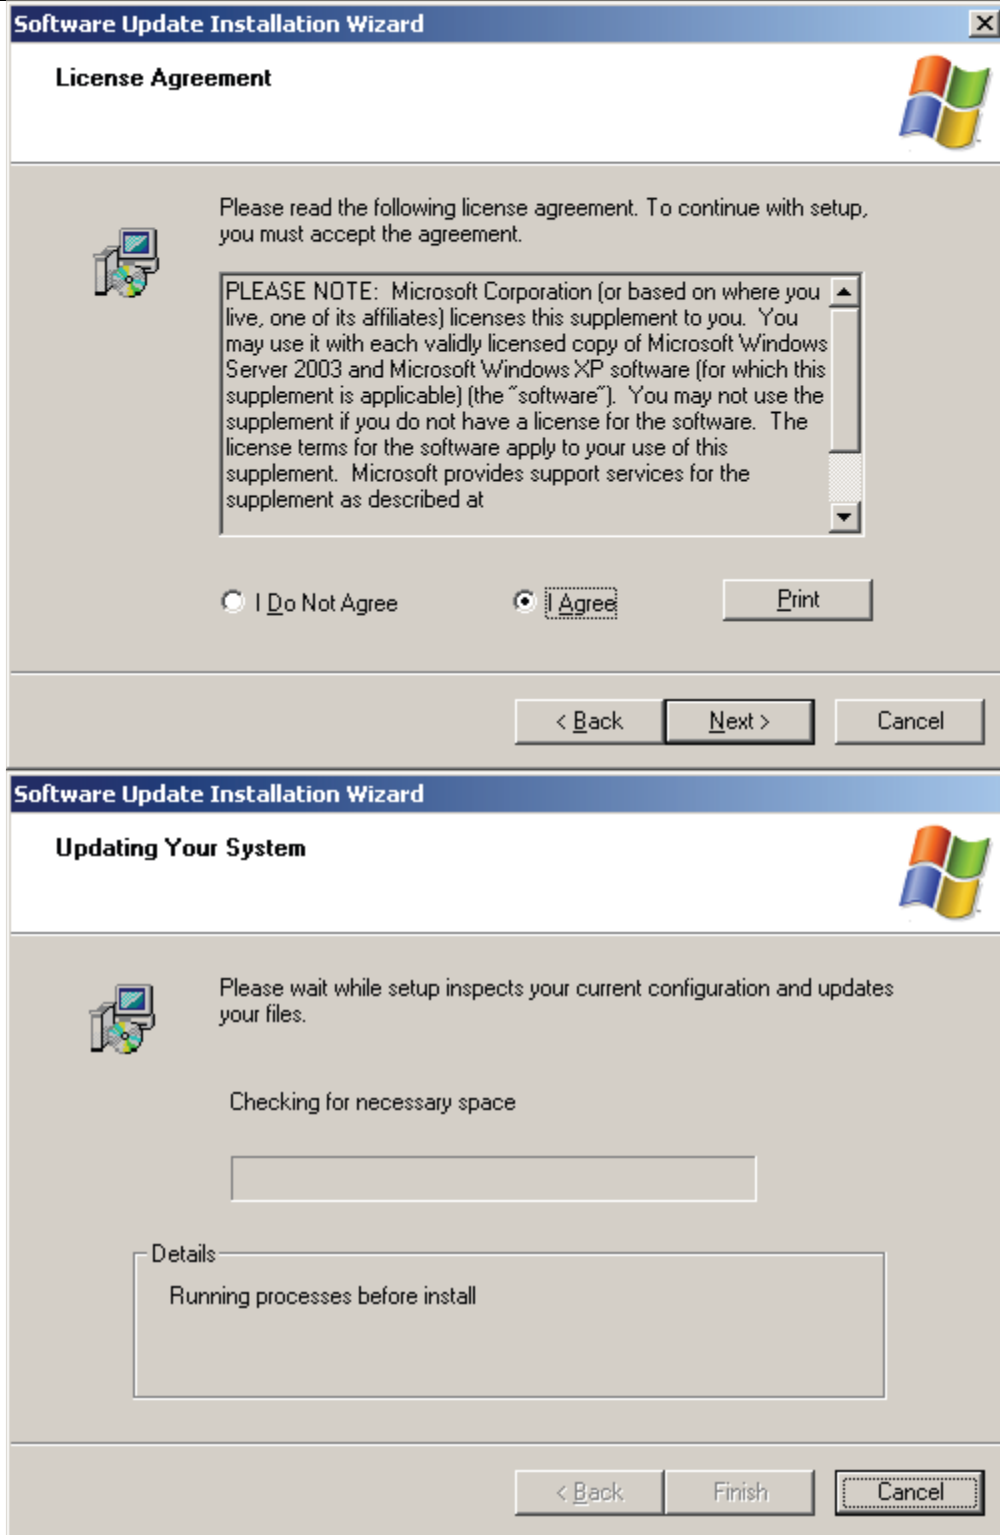 Software Update Installation Wizard
License Agreement
Please read the following license agreement. To continue with setup,
you must accept the agreement.
PLEASE NOTE:  Microsoft Corporation (or based on where you
live, one of its affiliates) licenses this supplement to you.  You
may use it with each validly licensed copy of Microsoft Windows
Server 2003 and Microsoft Windows XP software (for which this
supplement is applicable) (the "software").  You may not use the
supplement if you do not have a license for the software.  The
license terms for the software apply to your use of this
supplement.  Microsoft provides support services for the
supplement as described at
I Do Not Agree I Agree Print
< Back Next > Cancel
Software Update Installation Wizard
Updating Your System
Please wait while setup inspects your current configuration and updates
your files.
Checking for necessary space
Details
Running processes before install
< Back Finish Cancel